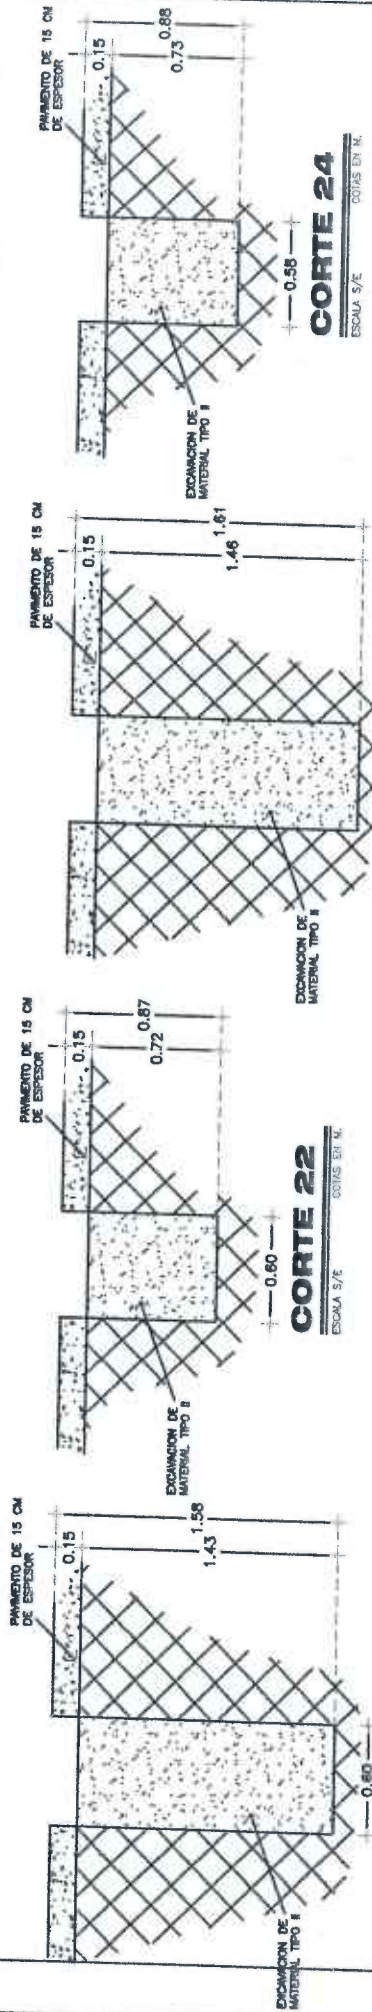 PAVIMENTO DE 15 CM
DE ESPESOR
0.15
1.58
1.43
EXCAVACION DE
MATERIAL TIPO II
0.60
PAVIMENTO DE 15 CM
DE ESPESOR
0.15
0.87
0.72
EXCAVACION DE
MATERIAL TIPO II
0.60
CORTE 22
ESCALA S/E COTAS EN M.
PAVIMENTO DE 15 CM
DE ESPESOR
0.15
1.61
1.46
EXCAVACION DE
MATERIAL TIPO II
PAVIMENTO DE 15 CM
DE ESPESOR
0.15
0.88
0.73
EXCAVACION DE
MATERIAL TIPO II
0.58
CORTE 24
ESCALA S/E COTAS EN M.